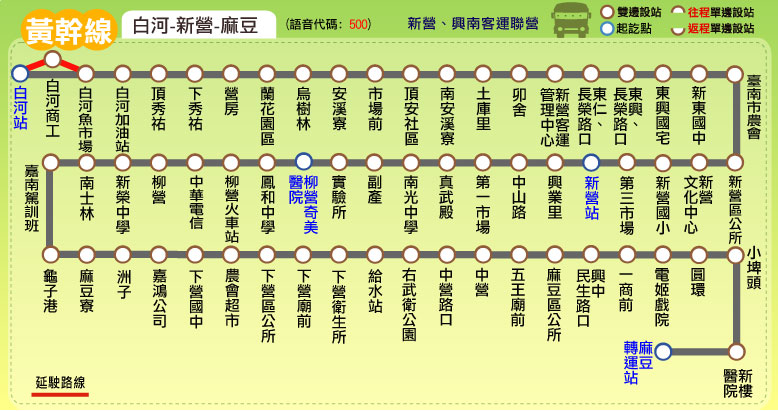 黃幹線
白河-新營-麻豆
(語音代碼: 500)
新營、興南客運聯營
雙邊設站
往程單邊設站
起訖點
返程單邊設站
白河站
白河商工
白河魚市場
白河加油站
頂秀祐
下秀祐
營房
蘭花園區
烏樹林
安溪寮
市場前
頂安社區
南安溪寮
土庫里
卯舍
新營客運
管理中心
東仁、
長榮路口
東興、
長榮路口
東興國宅
新東國中
臺南市農會
新營區公所
新營
文化中心
新營國小
第三市場
新營站
興業里
中山路
第一市場
真武殿
南光中學
副產
實驗所
柳營奇美
醫院
鳳和中學
柳營火車站
中華電信
柳營
新榮中學
南士林
嘉南駕訓班
龜子港
麻豆寮
洲子
嘉鴻公司
下營國中
農會超市
下營區公所
下營廟前
下營衛生所
給水站
右武衛公園
中營路口
中營
五王廟前
麻豆區公所
興中
民生路口
一商前
電姬戲院
圓環
小埤頭
新樓
醫院
麻豆
轉運站
延駛路線